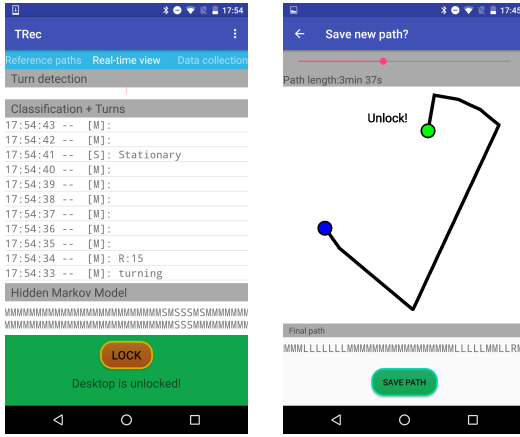 17:54
TRec
Reference paths Real-time view Data collection
Turn detection
Classification + Turns
17:54:43 -- [M]:
17:54:42 -- [M]:
17:54:41 -- [S]: Stationary
17:54:40 -- [M]:
17:54:39 -- [M]:
17:54:38 -- [M]:
17:54:37 -- [M]:
17:54:36 -- [M]:
17:54:35 -- [M]:
17:54:34 -- [M]: R:15
17:54:33 -- [M]: turning
Hidden Markov Model
MMMMMMMMMMMMMMMMMMMMMMMMMMSMSSSMSMMMMMMM
MMMMMMMMMMMMMMMMMMMMMMMMMMMMSSSMMMMMMMMM
LOCK
Desktop is unlocked!
17:45
Save new path?
Path length:3min 37s
Unlock!
Final path
MMMLLLLLLLMMMMMMMMMMMMMMMMMMLLLLLMMLLRM
SAVE PATH